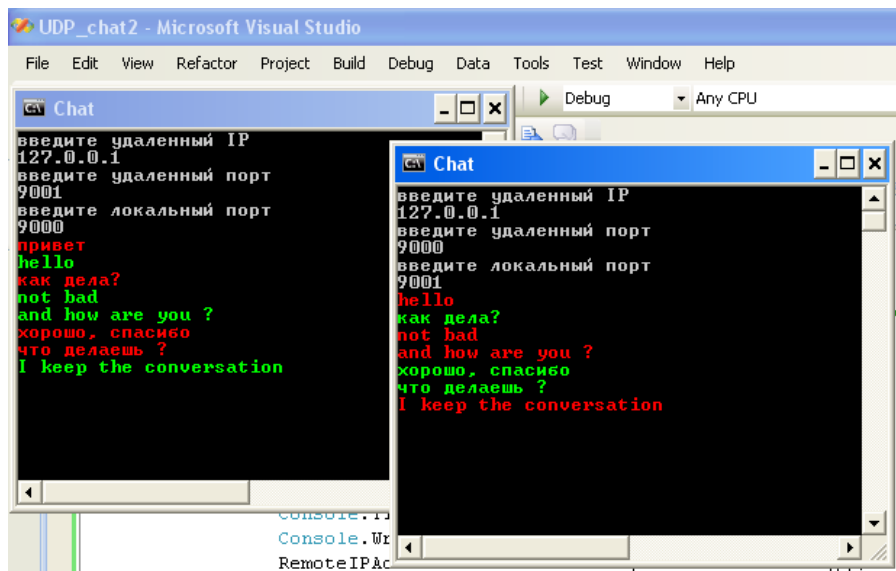 UDP_chat2 - Microsoft Visual Studio
File Edit View Refactor Project Build Debug Data Tools Test Window Help
Debug Any CPU
Chat
введите удаленный IP
127.0.0.1
введите удаленный порт
9001
введите локальный порт
9000
привет
hello
как дела?
not bad
and how are you ?
хорошо, спасибо
что делаешь ?
I keep the conversation
Chat
введите удаленный IP
127.0.0.1
введите удаленный порт
9000
введите локальный порт
9001
hello
как дела?
not bad
and how are you ?
хорошо, спасибо
что делаешь ?
I keep the conversation
Console.
Console.Wr
RemoteIPAd